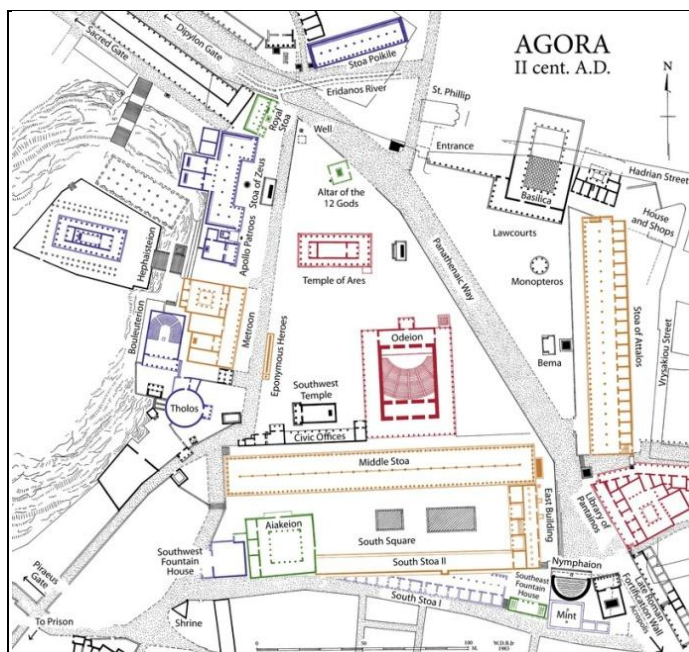 AGORA
II cent. A.D.
N
Sacred Gate
Dipylon Gate
Stoa Poikile
Eridanos River
St. Phillip
Royal Stoa
Well
Entrance
Hadrian Street
Altar of the
12 Gods
Basilica
House
and Shops
Stoa of Zeus
Lawcourts
Hephaisteion
Apollo Patroos
Panathenaic Way
Temple of Ares
Monopteros
Stoa of Attalos
Vrysakiou Street
Bouleuterion
Metroon
Eponymous Heroes
Odeion
Bema
Tholos
Southwest
Temple
Civic Offices
Middle Stoa
Library of
Pantainos
East Building
Aiakeion
South Square
Southwest
Fountain
House
South Stoa II
Nymphaion
Piraeus
Gate
Southeast
Fountain
House
Late Roman
Fortification Wall
Acropolis
South Stoa I
Mint
To Prison
Shrine
0
50
100
M.